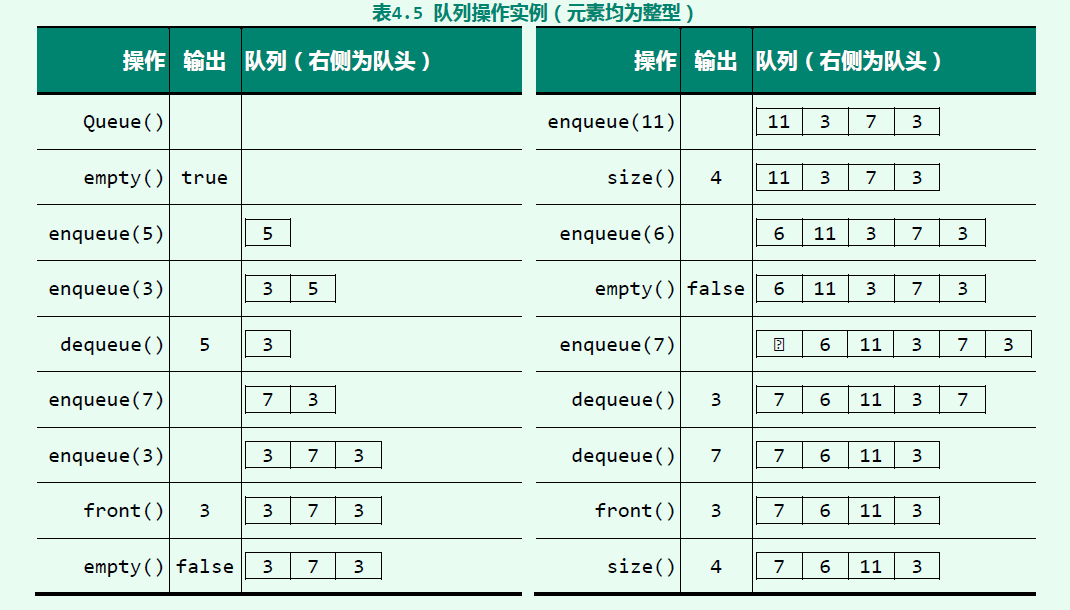 表4.5 队列操作实例（元素均为整型）
操作 输出 队列（右侧为队头）
Queue()
empty() true
enqueue(5) 5
enqueue(3) 3 5
dequeue() 5 3
enqueue(7) 7 3
enqueue(3) 3 7 3
front() 3 3 7 3
empty() false 3 7 3
操作 输出 队列（右侧为队头）
enqueue(11) 11 3 7 3
size() 4 11 3 7 3
enqueue(6) 6 11 3 7 3
empty() false 6 11 3 7 3
enqueue(7) 6 11 3 7 3
dequeue() 3 7 6 11 3 7
dequeue() 7 7 6 11 3
front() 3 7 6 11 3
size() 4 7 6 11 3